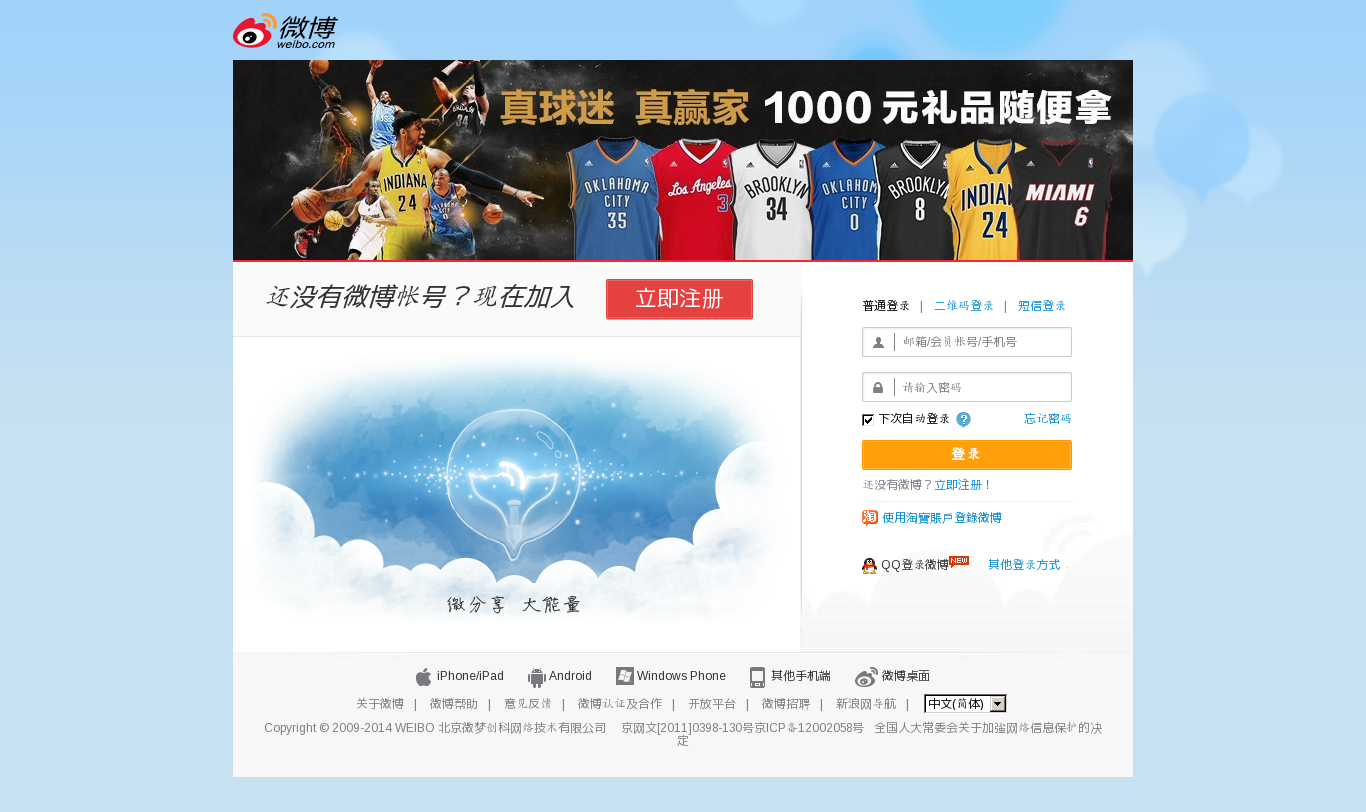 微博
weibo.com
真球迷 真赢家 1000 元礼品随便拿
INDIANA 24
34
OKLAHOMA CITY 35
Los Angeles 3
BROOKLYN 34
OKLAHOMA CITY 0
BROOKLYN 8
INDIANA 24
MIAMI 6
还没有微博帐号？现在加入 立即注册
普通登录 | 二维码登录 | 短信登录
邮箱/会员帐号/手机号
请输入密码
下次自动登录 ? 忘记密码
登录
还没有微博？立即注册！
淘 使用淘寶賬戶登錄微博
QQ登录微博 NEW 其他登录方式
微分享 大能量
iPhone/iPad Android Windows Phone 其他手机端 微博桌面
关于微博 | 微博帮助 | 意见反馈 | 微博认证及合作 | 开放平台 | 微博招聘 | 新浪网导航 | 中文(简体)
Copyright © 2009-2014 WEIBO 北京微梦创科网络技术有限公司 京网文[2011]0398-130号京ICP备12002058号 全国人大常委会关于加强网络信息保护的决
定